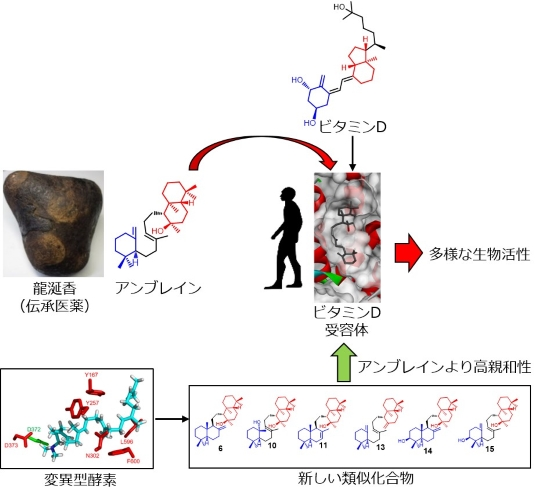 HO
H
H
HO
HO
ビタミンD
H
HO
H
龍涎香
(伝承医薬)
アンブレイン
ビタミンD
受容体
多様な生物活性
アンブレインより高親和性
Y167
Y257
D372
D373
N302
L596
F600
変異型酵素
6
10
11
13
14
15
新しい類似化合物